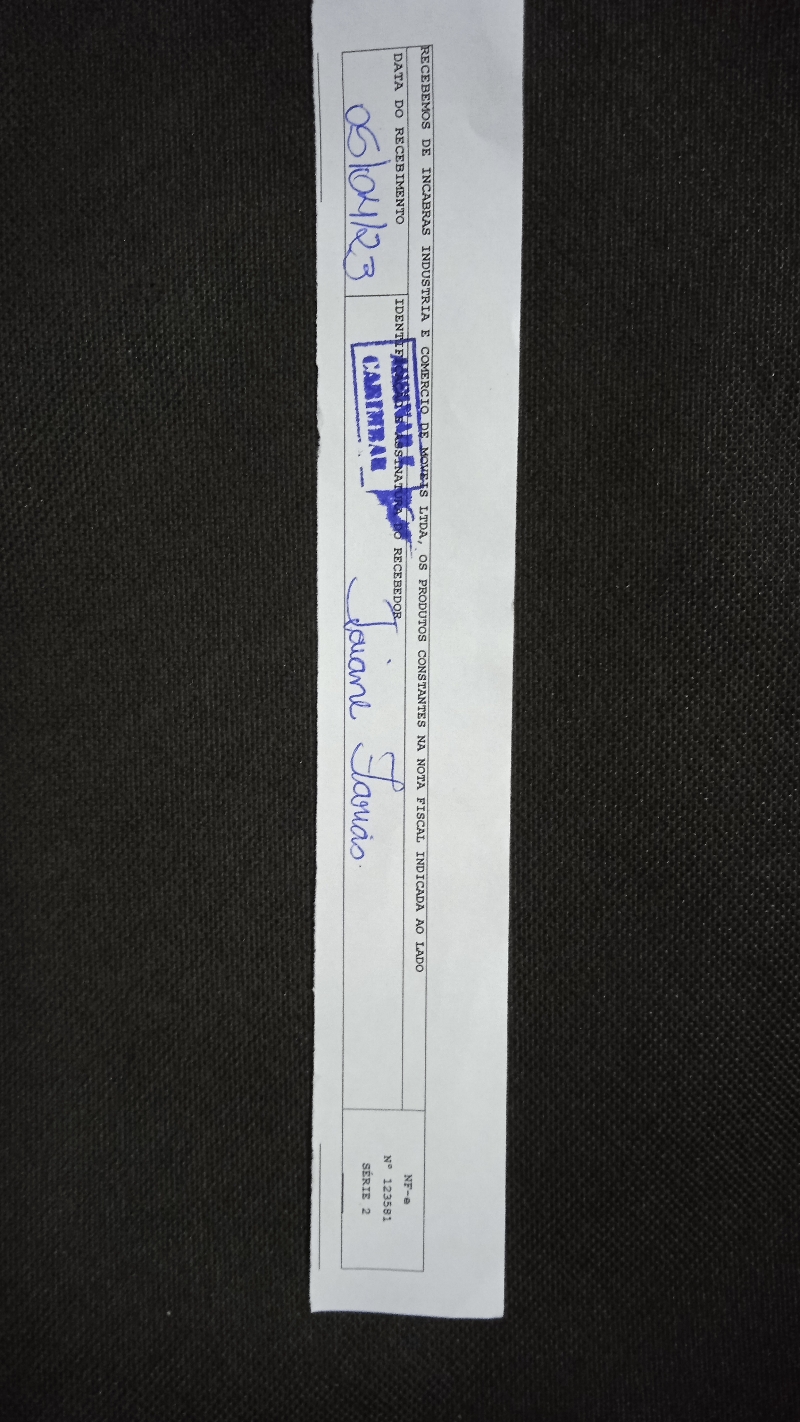 RECEBEMOS DE INCABRAS INDUSTRIA E COMERCIO DE MOVEIS LTDA, OS PRODUTOS CONSTANTES NA NOTA FISCAL INDICADA AO LADO
DATA DO RECEBIMENTO
05/04/23
IDENTIFICAÇÃO E ASSINATURA DO RECEBEDOR
CARIMBAR
NF-e
Nº 123581
SÉRIE 2